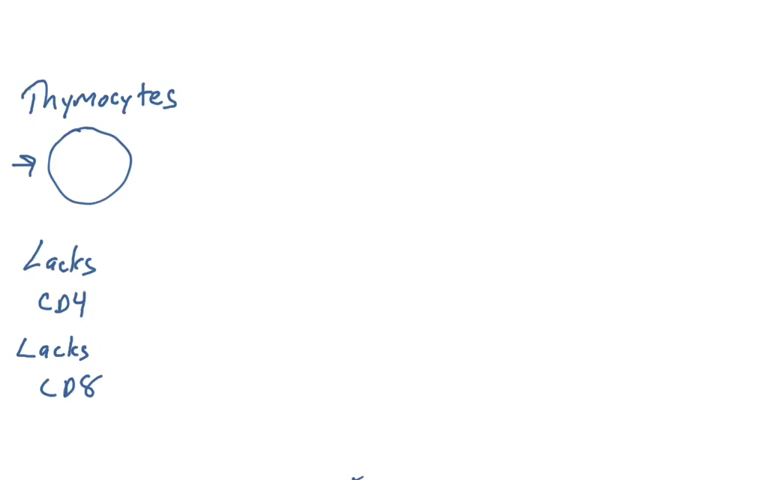 Thymocytes
Lacks
CD4
Lacks
CD8